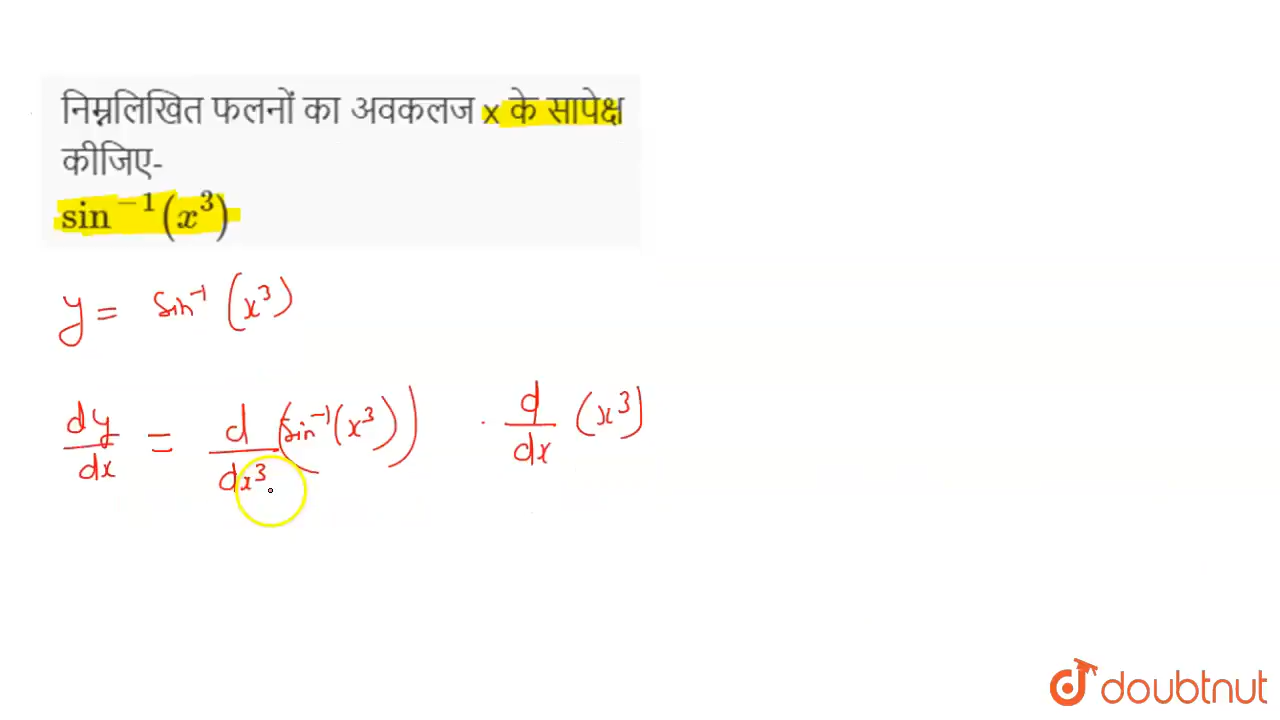 निम्नलिखित फलनों का अवकलज x के सापेक्ष
कीजिए-
sin⁻¹(x³)
y = sin⁻¹ (x³)
dy/dx = d/dx³ (sin⁻¹(x³)) · d/dx (x³)
doubtnut